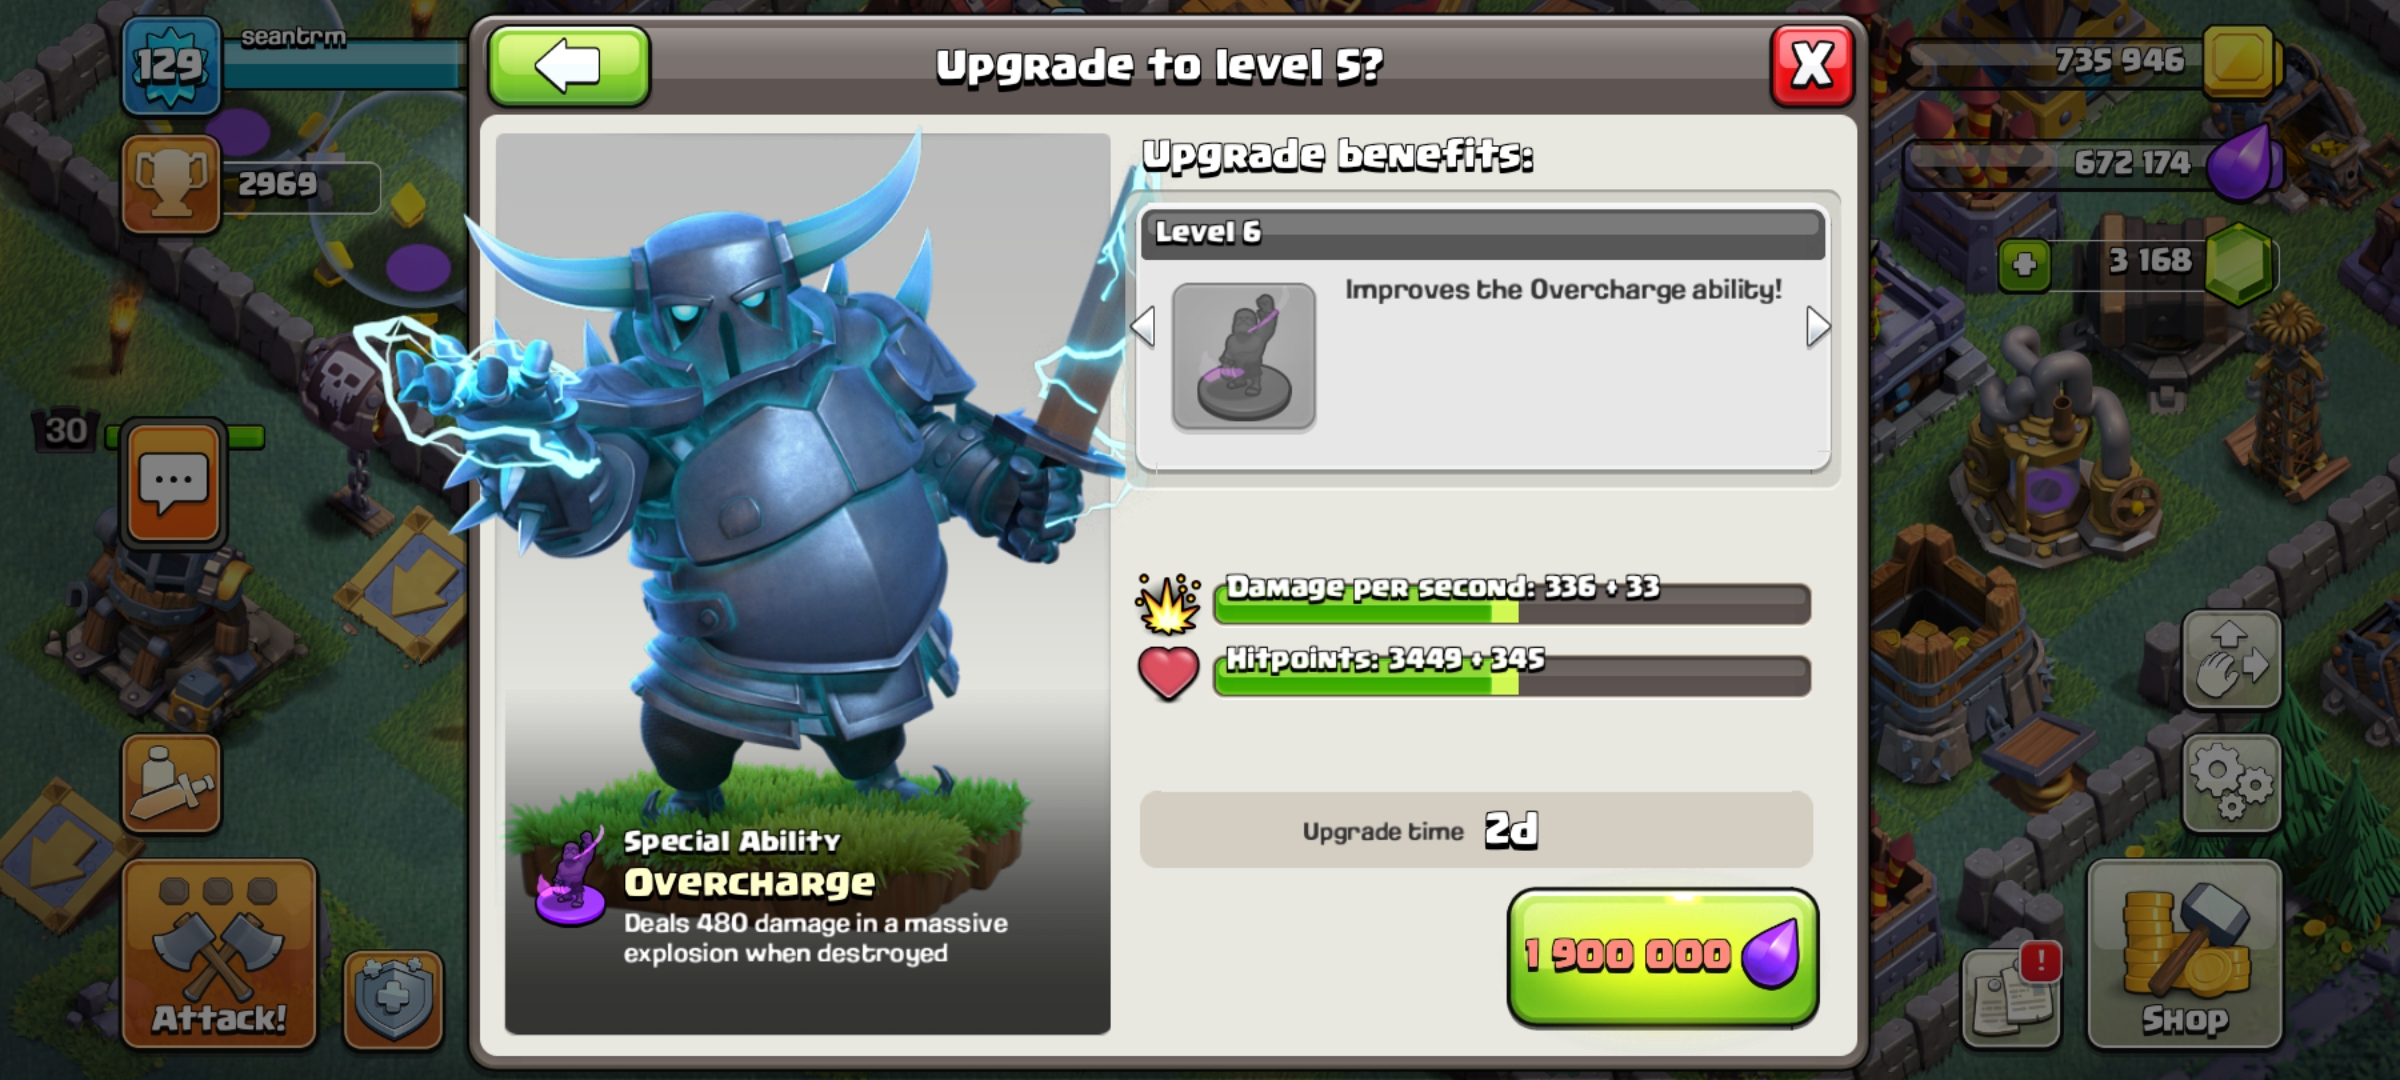 129
seantrm
2969
30
Attack!
Upgrade to level 5?
X
Upgrade benefits:
Level 6
Improves the Overcharge ability!
Damage per second: 336 + 33
Hitpoints: 3449 + 345
Upgrade time 2d
1 900 000
Special Ability
Overcharge
Deals 480 damage in a massive
explosion when destroyed
735 946
672 174
+
3 168
!
Shop